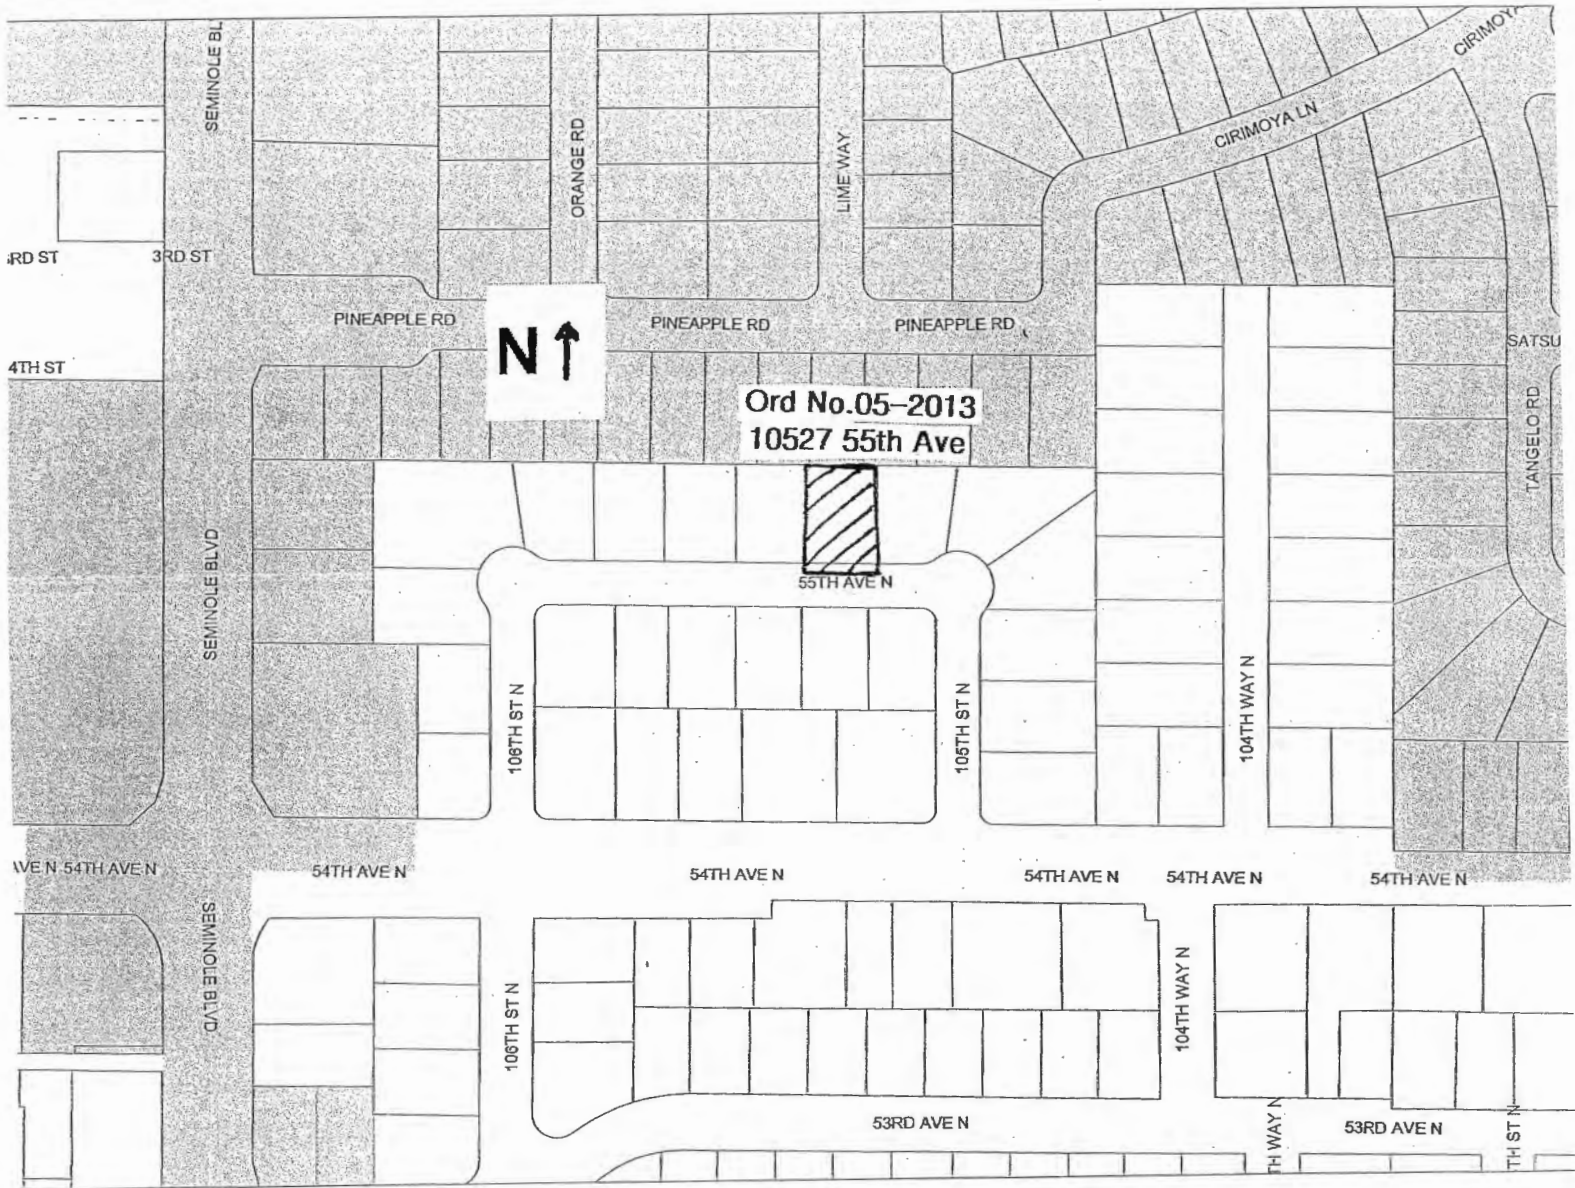 SEMINOLE BL
ORANGE RD
LIME WAY
CIRIMOYA LN
CIRIMOYA
RD ST
3RD ST
PINEAPPLE RD
PINEAPPLE RD
PINEAPPLE RD
N ↑
4TH ST
SATSU
TANGELO RD
Ord No.05-2013
10527 55th Ave
SEMINOLE BLVD
55TH AVE N
106TH ST N
105TH ST N
104TH WAY N
AVE N
54TH AVE N
54TH AVE N
54TH AVE N
54TH AVE N
54TH AVE N
54TH AVE N
SEMINOLE BLVD
106TH ST N
104TH WAY N
53RD AVE N
TH WAY N
53RD AVE N
TH ST N